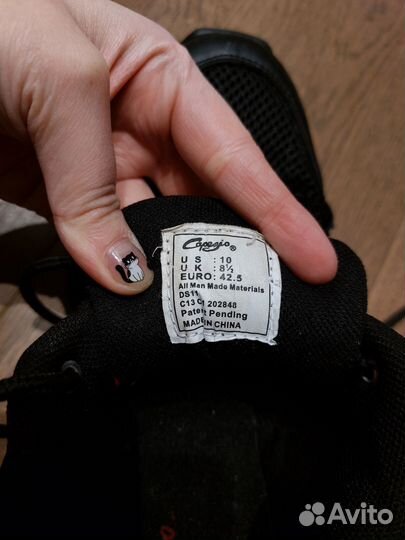 Capezio®
US : 10
UK : 8½
EURO: 42.5
All Man Made Materials
DS11
C13 202848
Patent Pending
MADE IN CHINA
Avito